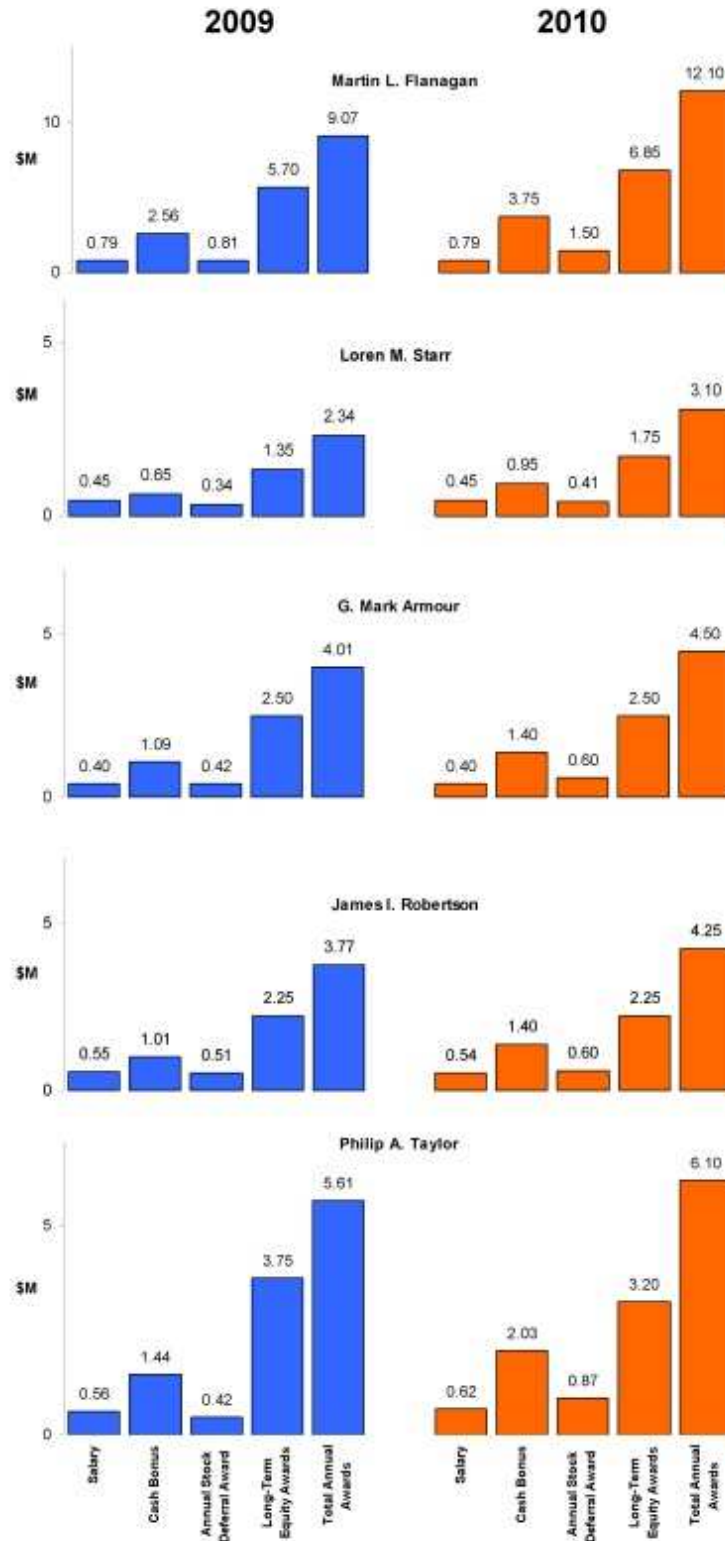 2009 2010
Martin L. Flanagan
12.10
10
9.07
$M
6.85
5.70
3.75
2.56
1.50
0.79 0.81 0.79
0
5
Loren M. Starr
$M
3.10
2.34
1.75
1.35
0.95
0.45 0.65 0.34 0.45 0.41
0
G. Mark Armour
5
4.50
4.01
$M
2.50 2.50
1.09 1.40
0.40 0.42 0.40 0.60
0
James I. Robertson
5
4.25
3.77
$M
2.25 2.25
1.01 1.40
0.55 0.51 0.54 0.60
0
Philip A. Taylor
6.10
5.61
5
3.75
3.20
$M
2.03
1.44
0.56 0.42 0.62 0.87
0
Salary
Cash Bonus
Annual Stock
Deferral Award
Long-Term
Equity Awards
Total Annual
Awards
Salary
Cash Bonus
Annual Stock
Deferral Award
Long-Term
Equity Awards
Total Annual
Awards